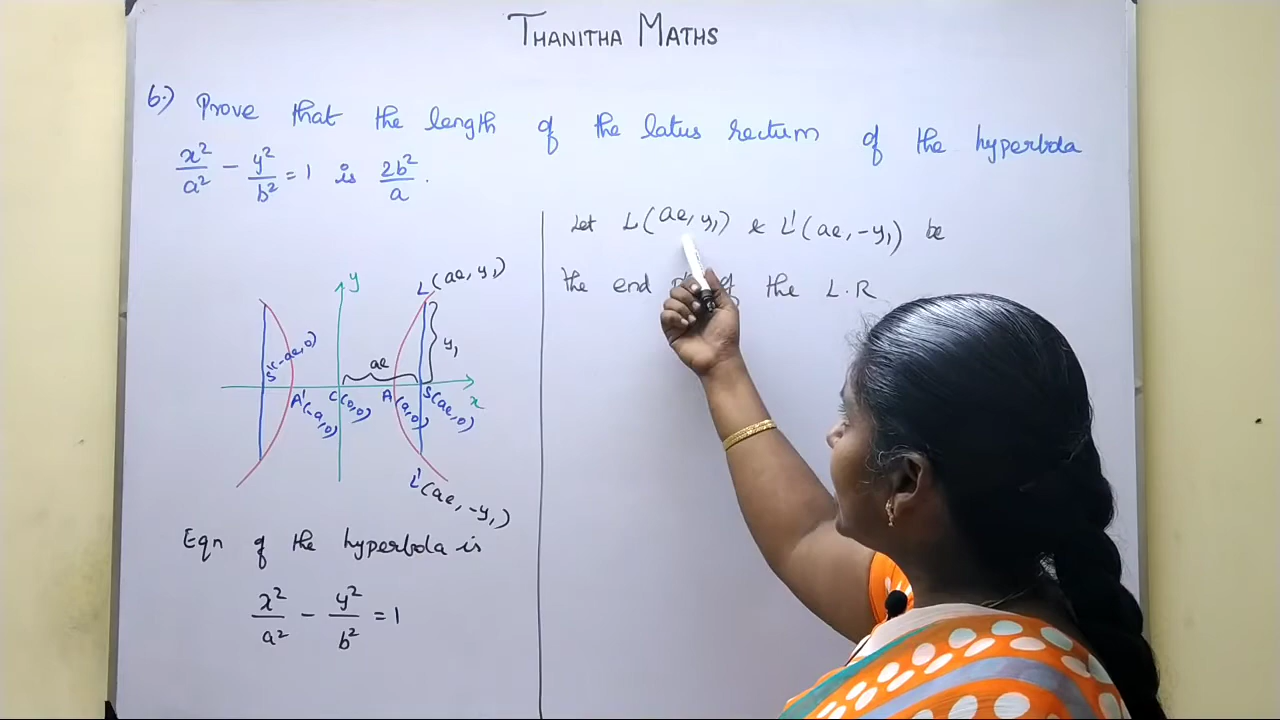 THANITHA MATHS
6.) Prove that the length of the latus rectum of the hyperbola
x²/a² - y²/b² = 1 is 2b²/a.
Let L(ae, y₁) & L'(ae, -y₁) be
the end of the L.R
y
L(ae, y₁)
y₁
S'(-ae, 0)
ae
x
A'(-a, 0)
C(0,0)
A(a,0)
S(ae, 0)
L'(ae, -y₁)
Eqn of the hyperbola is
x²/a² - y²/b² = 1